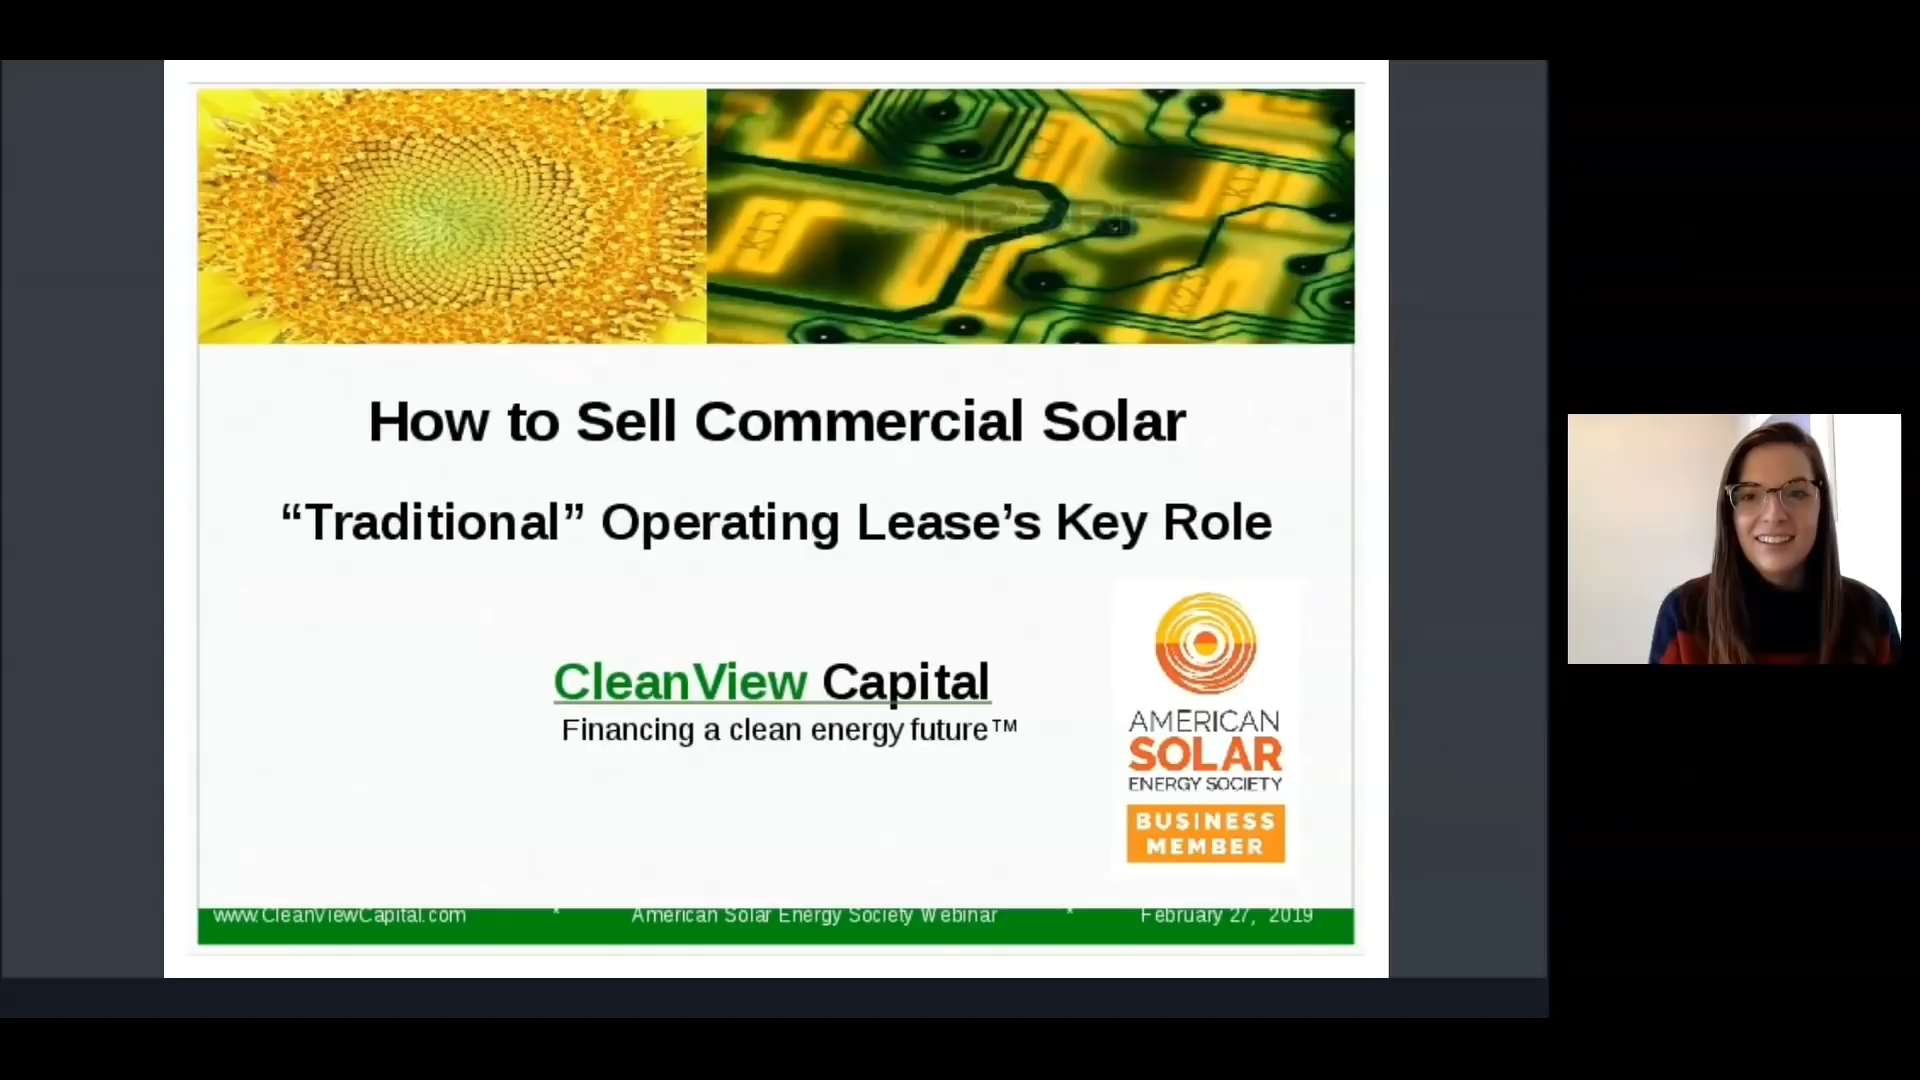 How to Sell Commercial Solar
“Traditional” Operating Lease’s Key Role
CleanView Capital
Financing a clean energy future™
AMERICAN
SOLAR
ENERGY SOCIETY
BUSINESS
MEMBER
www.CleanViewCapital.com * American Solar Energy Society Webinar * February 27, 2019